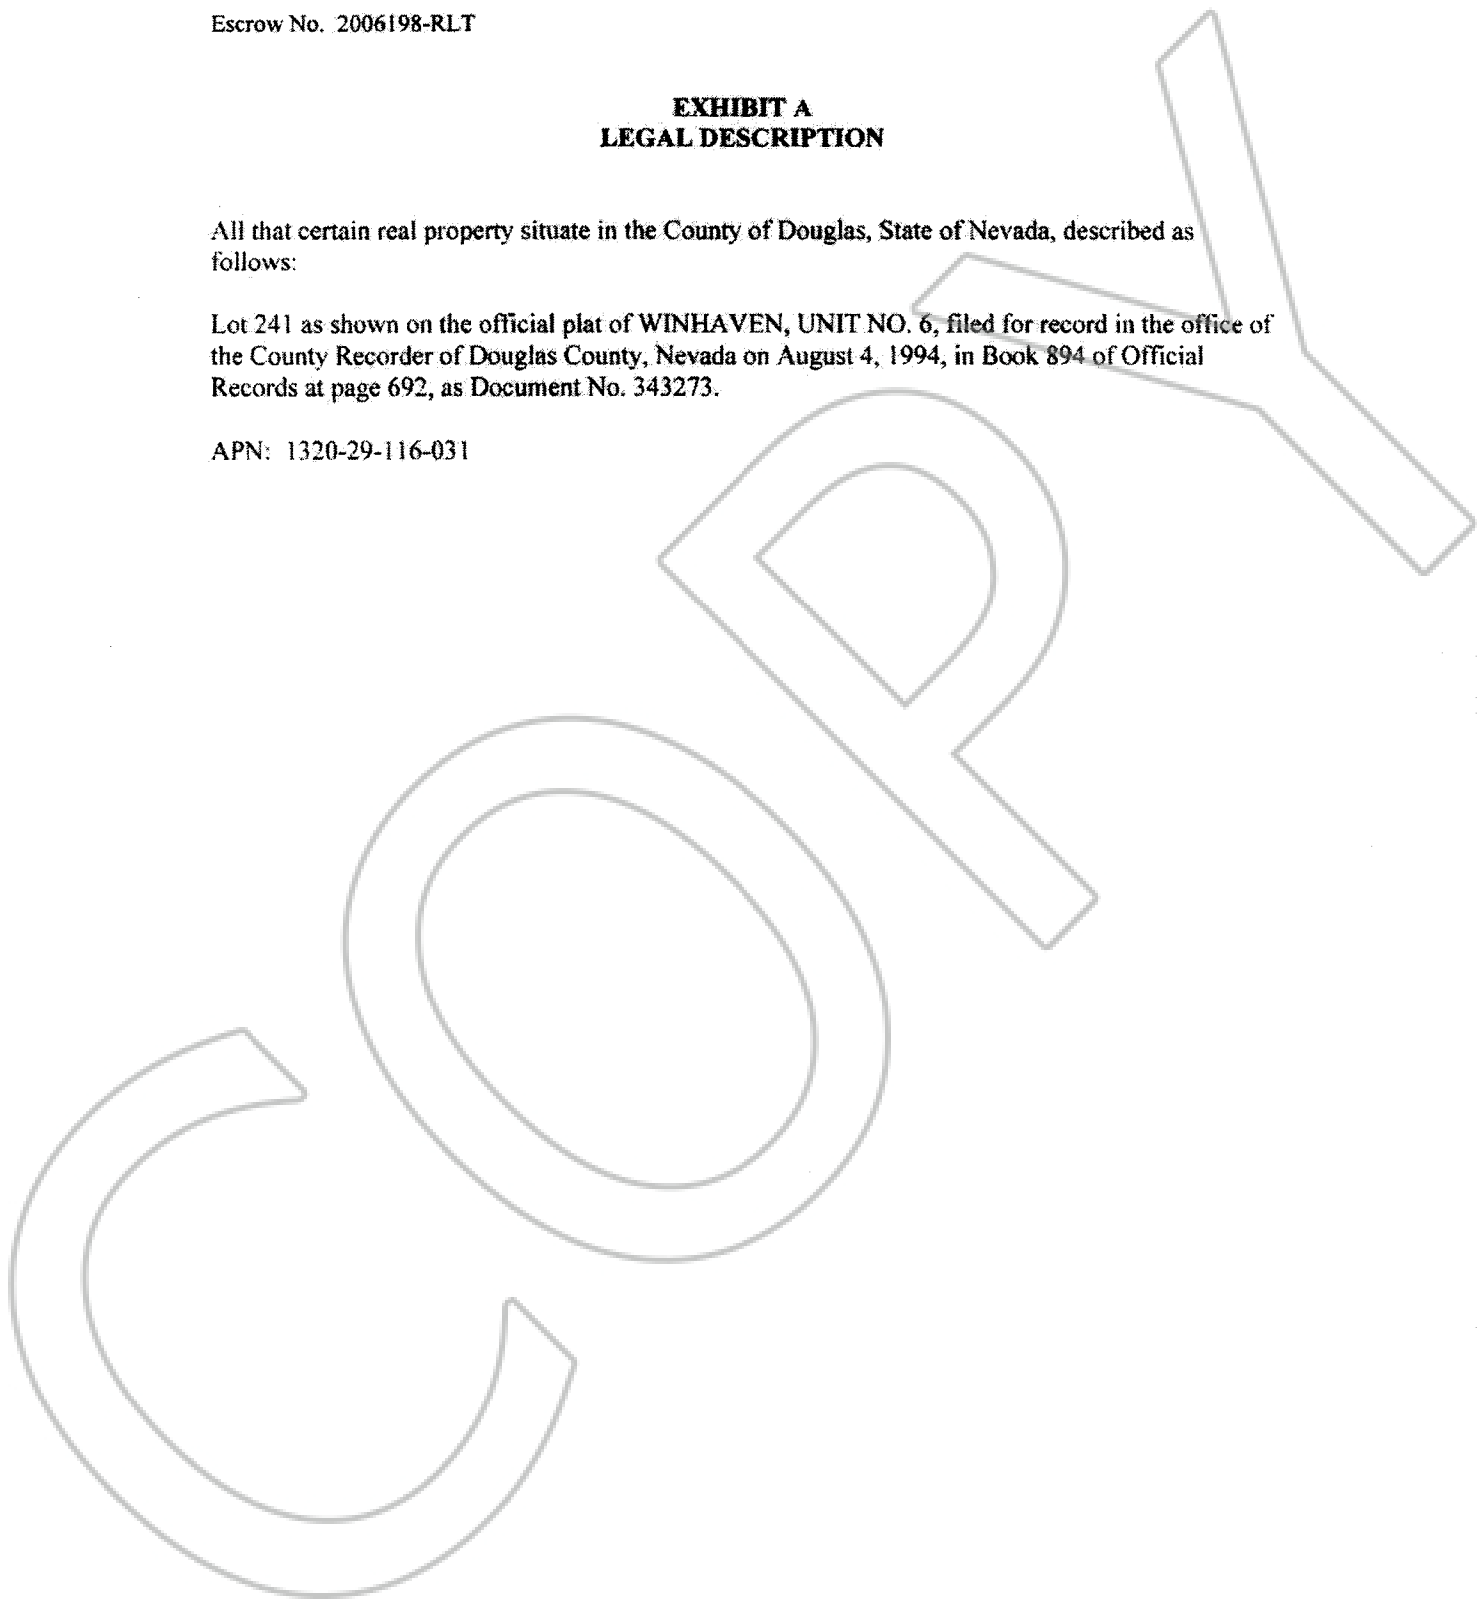 Escrow No. 2006198-RLT
EXHIBIT A
LEGAL DESCRIPTION
All that certain real property situate in the County of Douglas, State of Nevada, described as
follows:
Lot 241 as shown on the official plat of WINHAVEN, UNIT NO. 6, filed for record in the office of
the County Recorder of Douglas County, Nevada on August 4, 1994, in Book 894 of Official
Records at page 692, as Document No. 343273.
APN: 1320-29-116-031
COPY